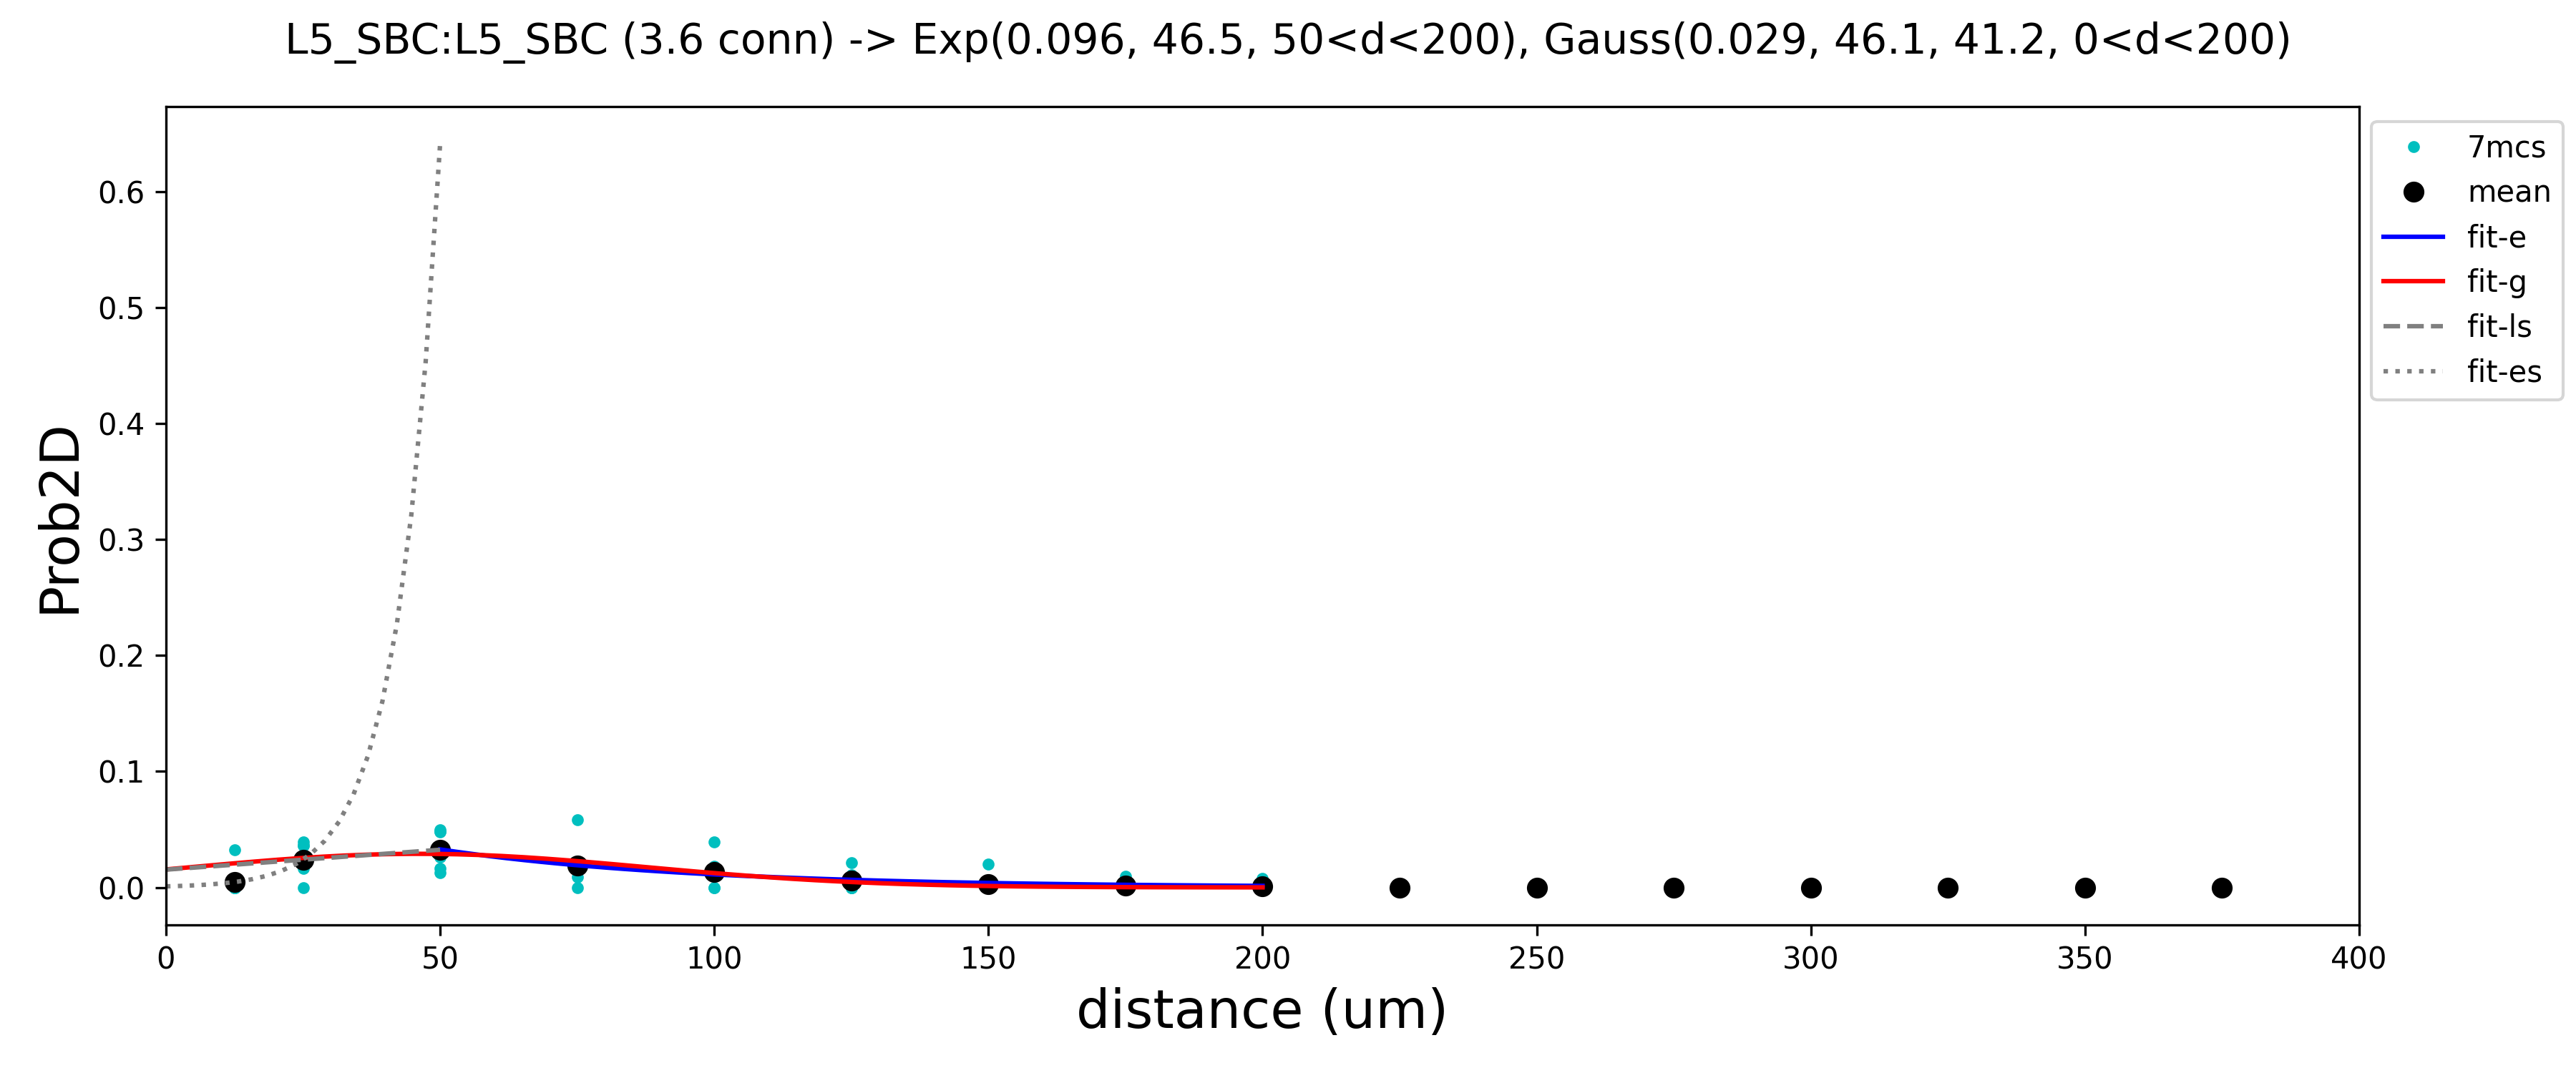 L5_SBC:L5_SBC (3.6 conn) -> Exp(0.096, 46.5, 50<d<200), Gauss(0.029, 46.1, 41.2, 0<d<200)
7mcs
mean
fit-e
fit-g
fit-ls
fit-es
Prob2D
0.6
0.5
0.4
0.3
0.2
0.1
0.0
0 50 100 150 200 250 300 350 400
distance (um)